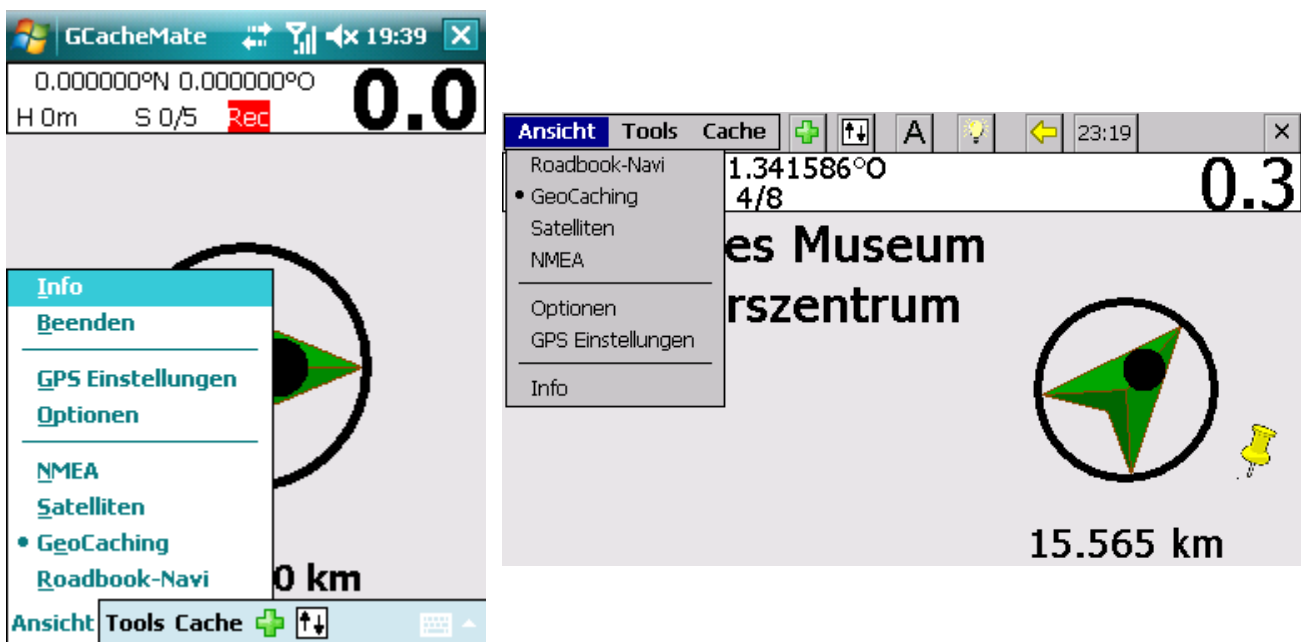 GCacheMate 19:39
0.000000°N 0.000000°O
0.0
H 0m S 0/5 Rec
Info
Beenden
GPS Einstellungen
Optionen
NMEA
Satelliten
• GeoCaching
Roadbook-Navi
0 km
Ansicht Tools Cache
Ansicht Tools Cache A 23:19
Roadbook-Navi
• GeoCaching
Satelliten
NMEA
Optionen
GPS Einstellungen
Info
1.341586°O
4/8
0.3
es Museum
rszentrum
15.565 km